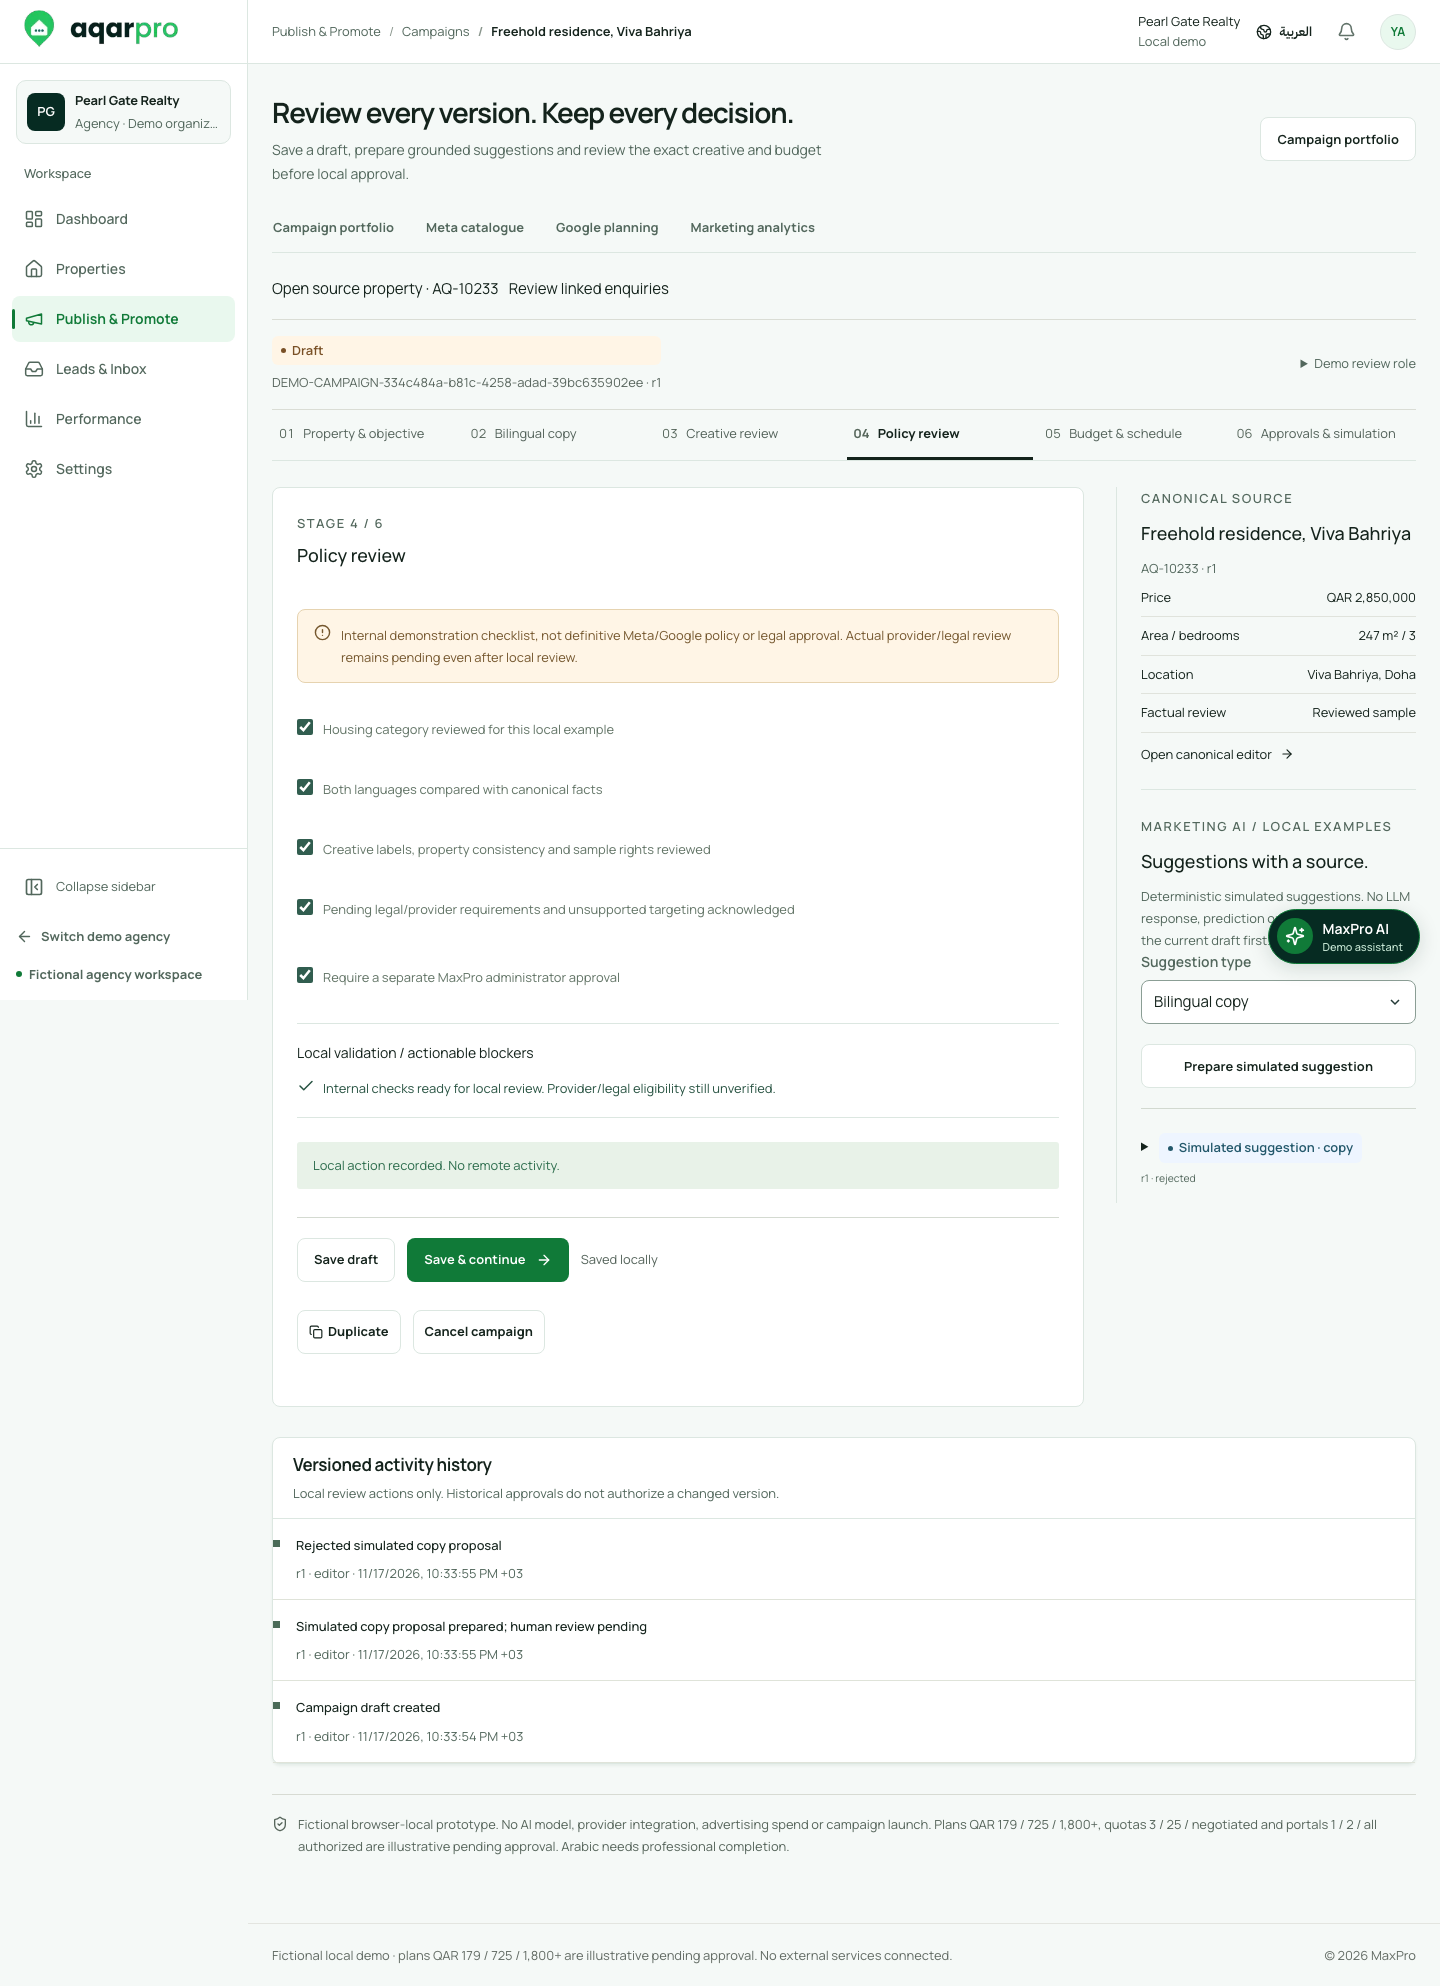 aqarpro
Publish & Promote / Campaigns / Freehold residence, Viva Bahriya
Pearl Gate Realty
Local demo
العربية
YA
PG
Pearl Gate Realty
Agency · Demo organiz...
Workspace
Dashboard
Properties
Publish & Promote
Leads & Inbox
Performance
Settings
Collapse sidebar
Switch demo agency
Fictional agency workspace
Review every version. Keep every decision.
Save a draft, prepare grounded suggestions and review the exact creative and budget
before local approval.
Campaign portfolio
Campaign portfolio
Meta catalogue
Google planning
Marketing analytics
Open source property · AQ-10233 Review linked enquiries
Draft
DEMO-CAMPAIGN-334c484a-b81c-4258-adad-39bc635902ee · r1
Demo review role
01 Property & objective
02 Bilingual copy
03 Creative review
04 Policy review
05 Budget & schedule
06 Approvals & simulation
STAGE 4 / 6
Policy review
Internal demonstration checklist, not definitive Meta/Google policy or legal approval. Actual provider/legal review
remains pending even after local review.
Housing category reviewed for this local example
Both languages compared with canonical facts
Creative labels, property consistency and sample rights reviewed
Pending legal/provider requirements and unsupported targeting acknowledged
Require a separate MaxPro administrator approval
Local validation / actionable blockers
Internal checks ready for local review. Provider/legal eligibility still unverified.
Local action recorded. No remote activity.
Save draft
Save & continue
Saved locally
Duplicate
Cancel campaign
CANONICAL SOURCE
Freehold residence, Viva Bahriya
AQ-10233 · r1
Price QAR 2,850,000
Area / bedrooms 247 m² / 3
Location Viva Bahriya, Doha
Factual review Reviewed sample
Open canonical editor
MARKETING AI / LOCAL EXAMPLES
Suggestions with a source.
Deterministic simulated suggestions. No LLM
response, prediction
the current draft first.
MaxPro AI
Demo assistant
Suggestion type
Bilingual copy
Prepare simulated suggestion
Simulated suggestion · copy
r1 · rejected
Versioned activity history
Local review actions only. Historical approvals do not authorize a changed version.
Rejected simulated copy proposal
r1 · editor · 11/17/2026, 10:33:55 PM +03
Simulated copy proposal prepared; human review pending
r1 · editor · 11/17/2026, 10:33:55 PM +03
Campaign draft created
r1 · editor · 11/17/2026, 10:33:54 PM +03
Fictional browser-local prototype. No AI model, provider integration, advertising spend or campaign launch. Plans QAR 179 / 725 / 1,800+, quotas 3 / 25 / negotiated and portals 1 / 2 / all
authorized are illustrative pending approval. Arabic needs professional completion.
Fictional local demo · plans QAR 179 / 725 / 1,800+ are illustrative pending approval. No external services connected.
© 2026 MaxPro